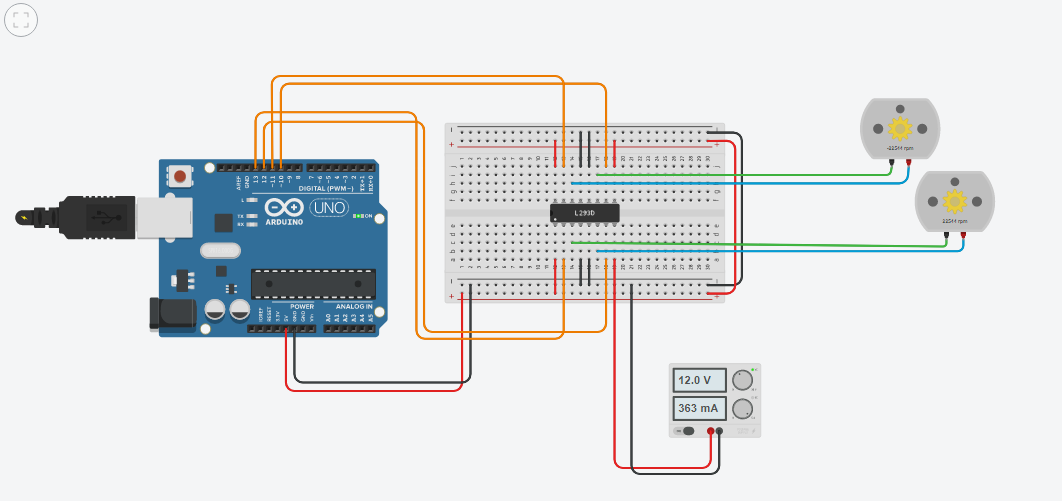 -22544 rpm
22544 rpm
L293D
AREF
GND
13
12
~11
~10
~9
8
7
~6
~5
4
~3
2
TX→1
RX←0
DIGITAL (PWM~)
L
TX
RX
UNO
ON
ARDUINO
POWER
ANALOG IN
IOREF
RESET
3.3V
5V
GND
GND
Vin
A0
A1
A2
A3
A4
A5
12.0 V
363 mA